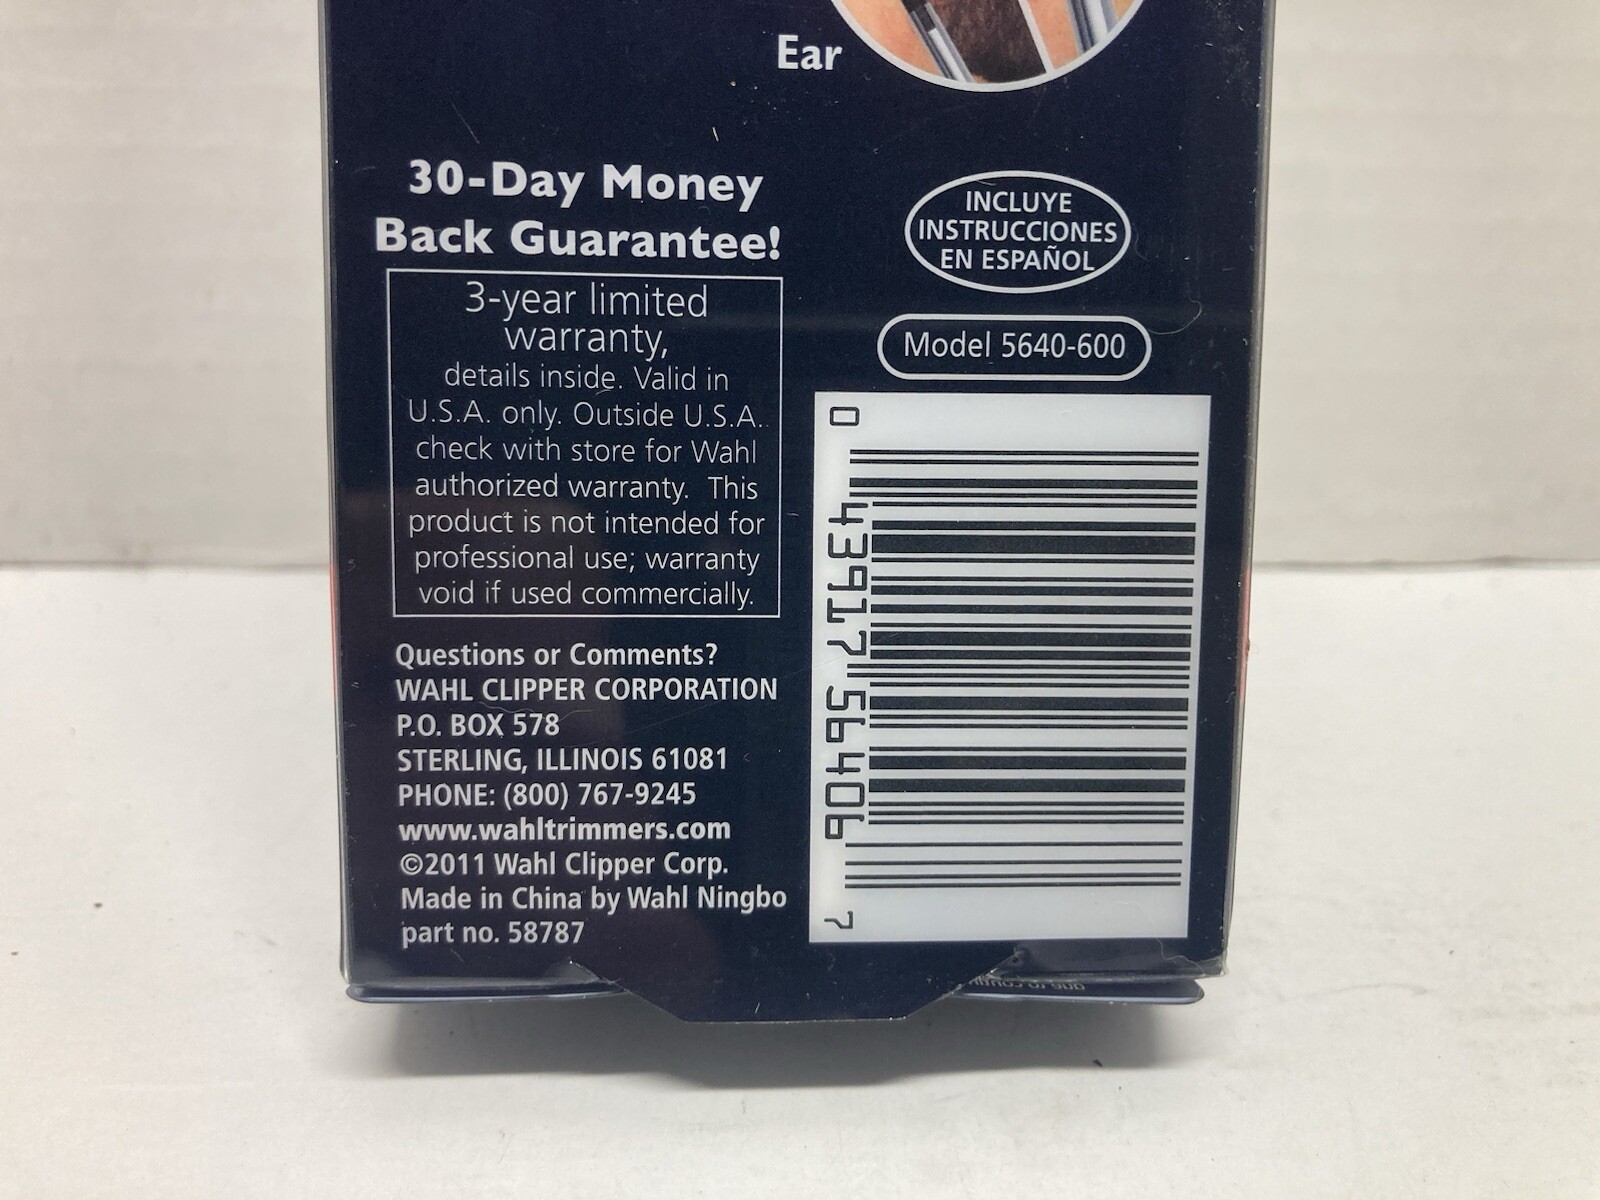 Ear
30-Day Money
Back Guarantee!
3-year limited
warranty,
details inside. Valid in
U.S.A. only. Outside U.S.A.
check with store for Wahl
authorized warranty. This
product is not intended for
professional use; warranty
void if used commercially.
Questions or Comments?
WAHL CLIPPER CORPORATION
P.O. BOX 578
STERLING, ILLINOIS 61081
PHONE: (800) 767-9245
www.wahltrimmers.com
©2011 Wahl Clipper Corp.
Made in China by Wahl Ningbo
part no. 58787
INCLUYE
INSTRUCCIONES
EN ESPAÑOL
Model 5640-600
0 43917 56406 7